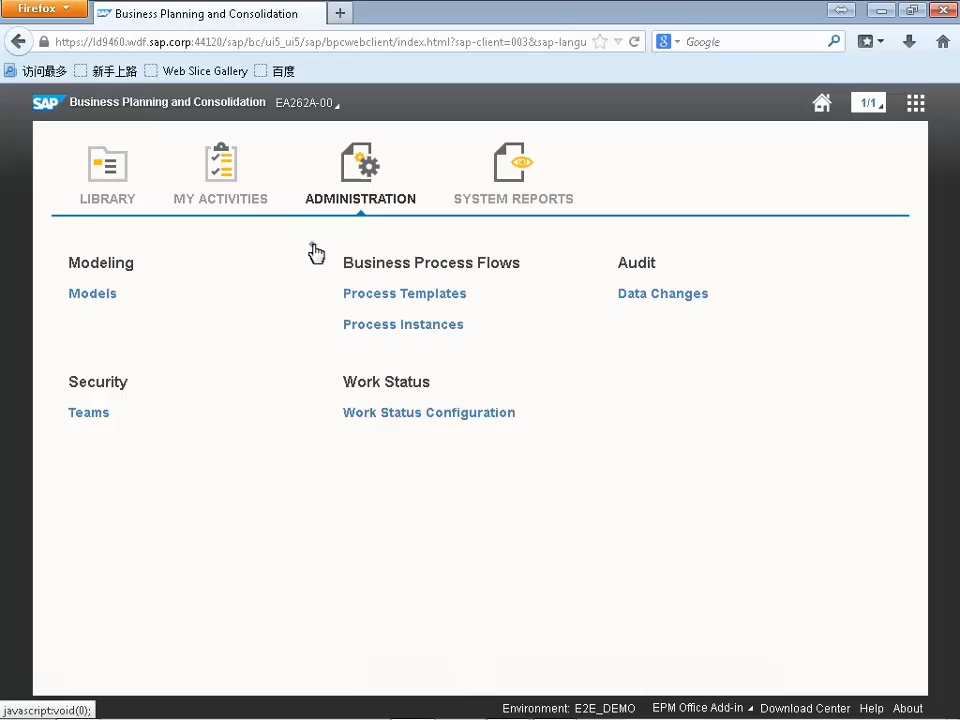 Firefox
Business Planning and Consolidation
https://ld9460.wdf.sap.corp:44120/sap/bc/ui5_ui5/sap/bpcwebclient/index.html?sap-client=003&sap-langu
Google
访问最多 新手上路 Web Slice Gallery 百度
SAP Business Planning and Consolidation EA262A-00
1/1
LIBRARY MY ACTIVITIES ADMINISTRATION SYSTEM REPORTS
Modeling Business Process Flows Audit
Models Process Templates Data Changes
Process Instances
Security Work Status
Teams Work Status Configuration
Environment: E2E_DEMO EPM Office Add-in Download Center Help About
javascript:void(0);